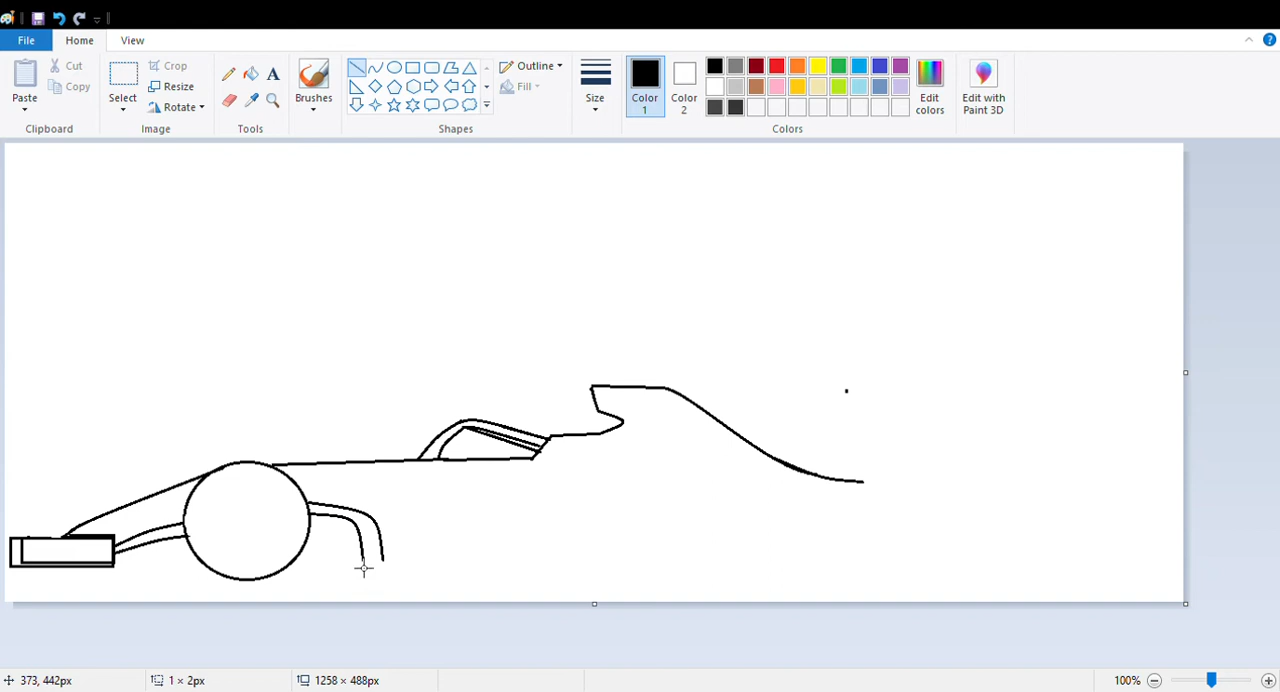 File Home View
Cut
Copy
Paste
Clipboard
Crop
Resize
Rotate
Select
Image
A
Tools
Brushes
Outline
Fill
Shapes
Size
Color 1
Color 2
Edit colors
Colors
Edit with Paint 3D
373, 442px 1 × 2px 1258 × 488px 100%